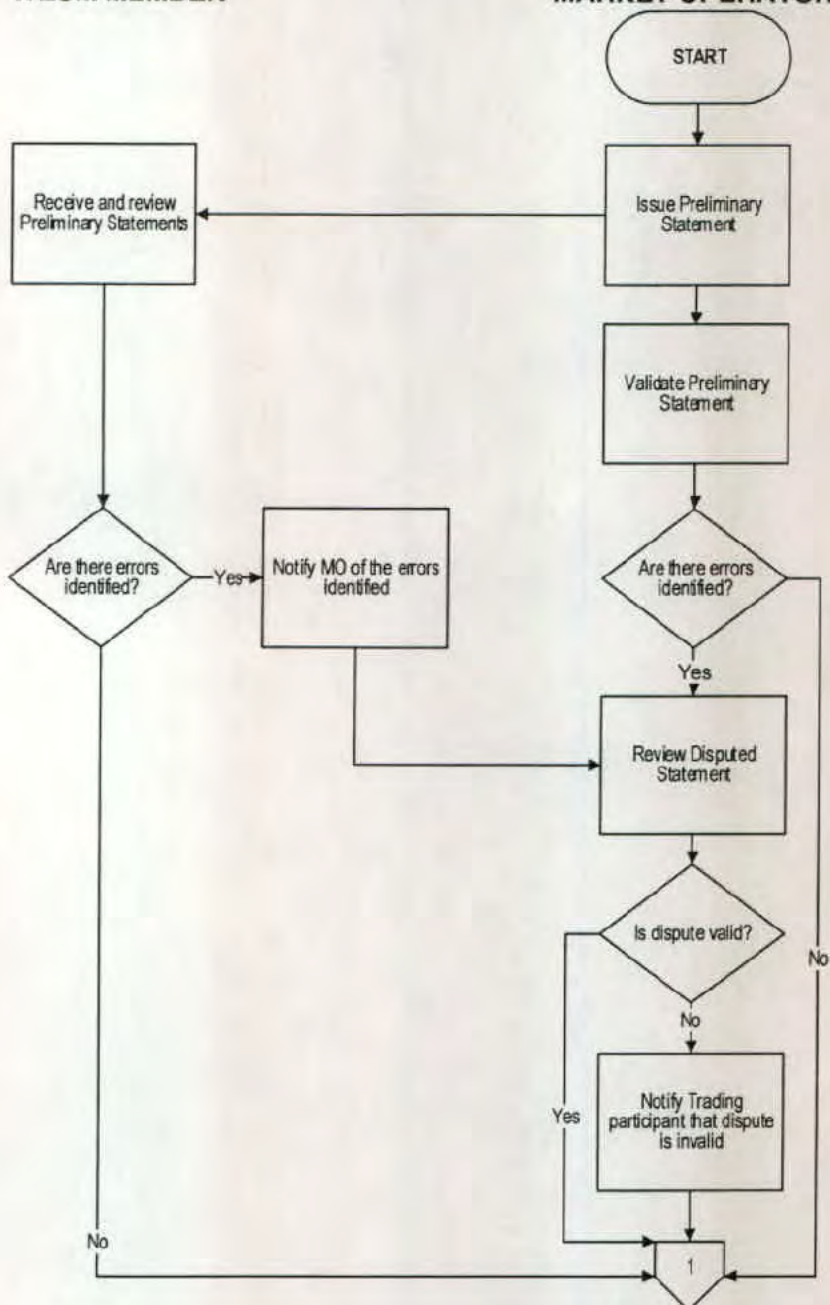 START
Receive and review
Preliminary Statements
Issue Preliminary
Statement
Validate Preliminary
Statement
Are there errors
identified?
Yes
Notify MO of the errors
identified
Are there errors
identified?
Yes
Review Disputed
Statement
Is dispute valid?
No
No
Notify Trading
participant that dispute
is invalid
Yes
No
1